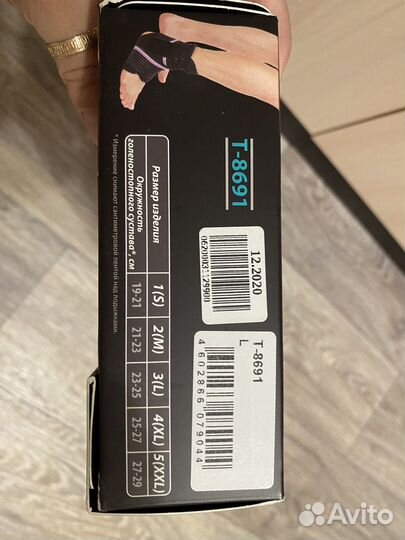 T-8691
Размер изделия
1(S) 2(M) 3(L) 4(XL) 5(XXL)
Окружность
голеностопного сустава*, см
19-21 21-23 23-25 25-27 27-29
*Измерение снимают сантиметровой лентой над лодыжками.
12.2020
06200031129900
T-8691
L
4 602866 079044
Avito